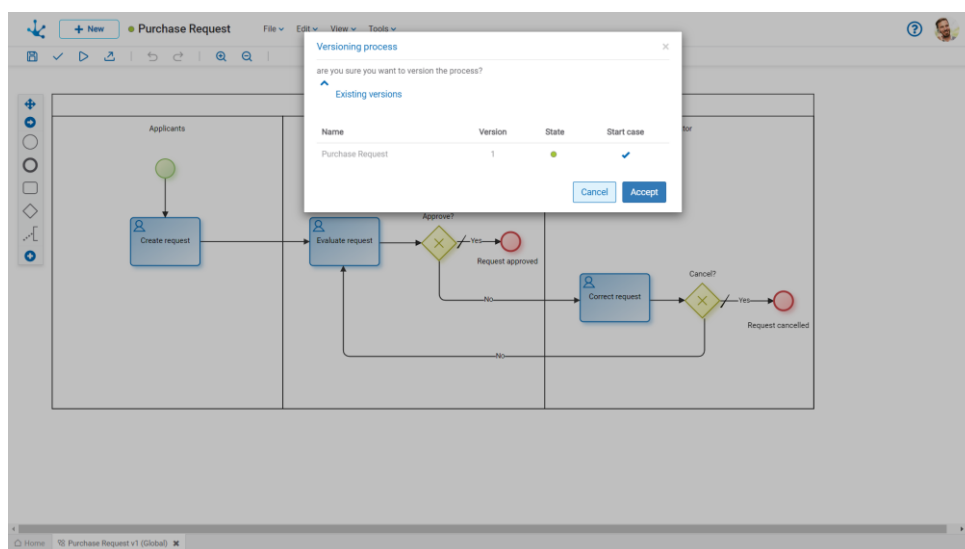 + New
Purchase Request
File
Edit
View
Tools
Versioning process
are you sure you want to version the process?
Existing versions
Name Version State Start case
Purchase Request 1
Cancel Accept
Applicants
Create request
Evaluate request
Approve?
Yes
Request approved
No
Correct request
Cancel?
Yes
Request cancelled
No
Home
Purchase Request v1 (Global)